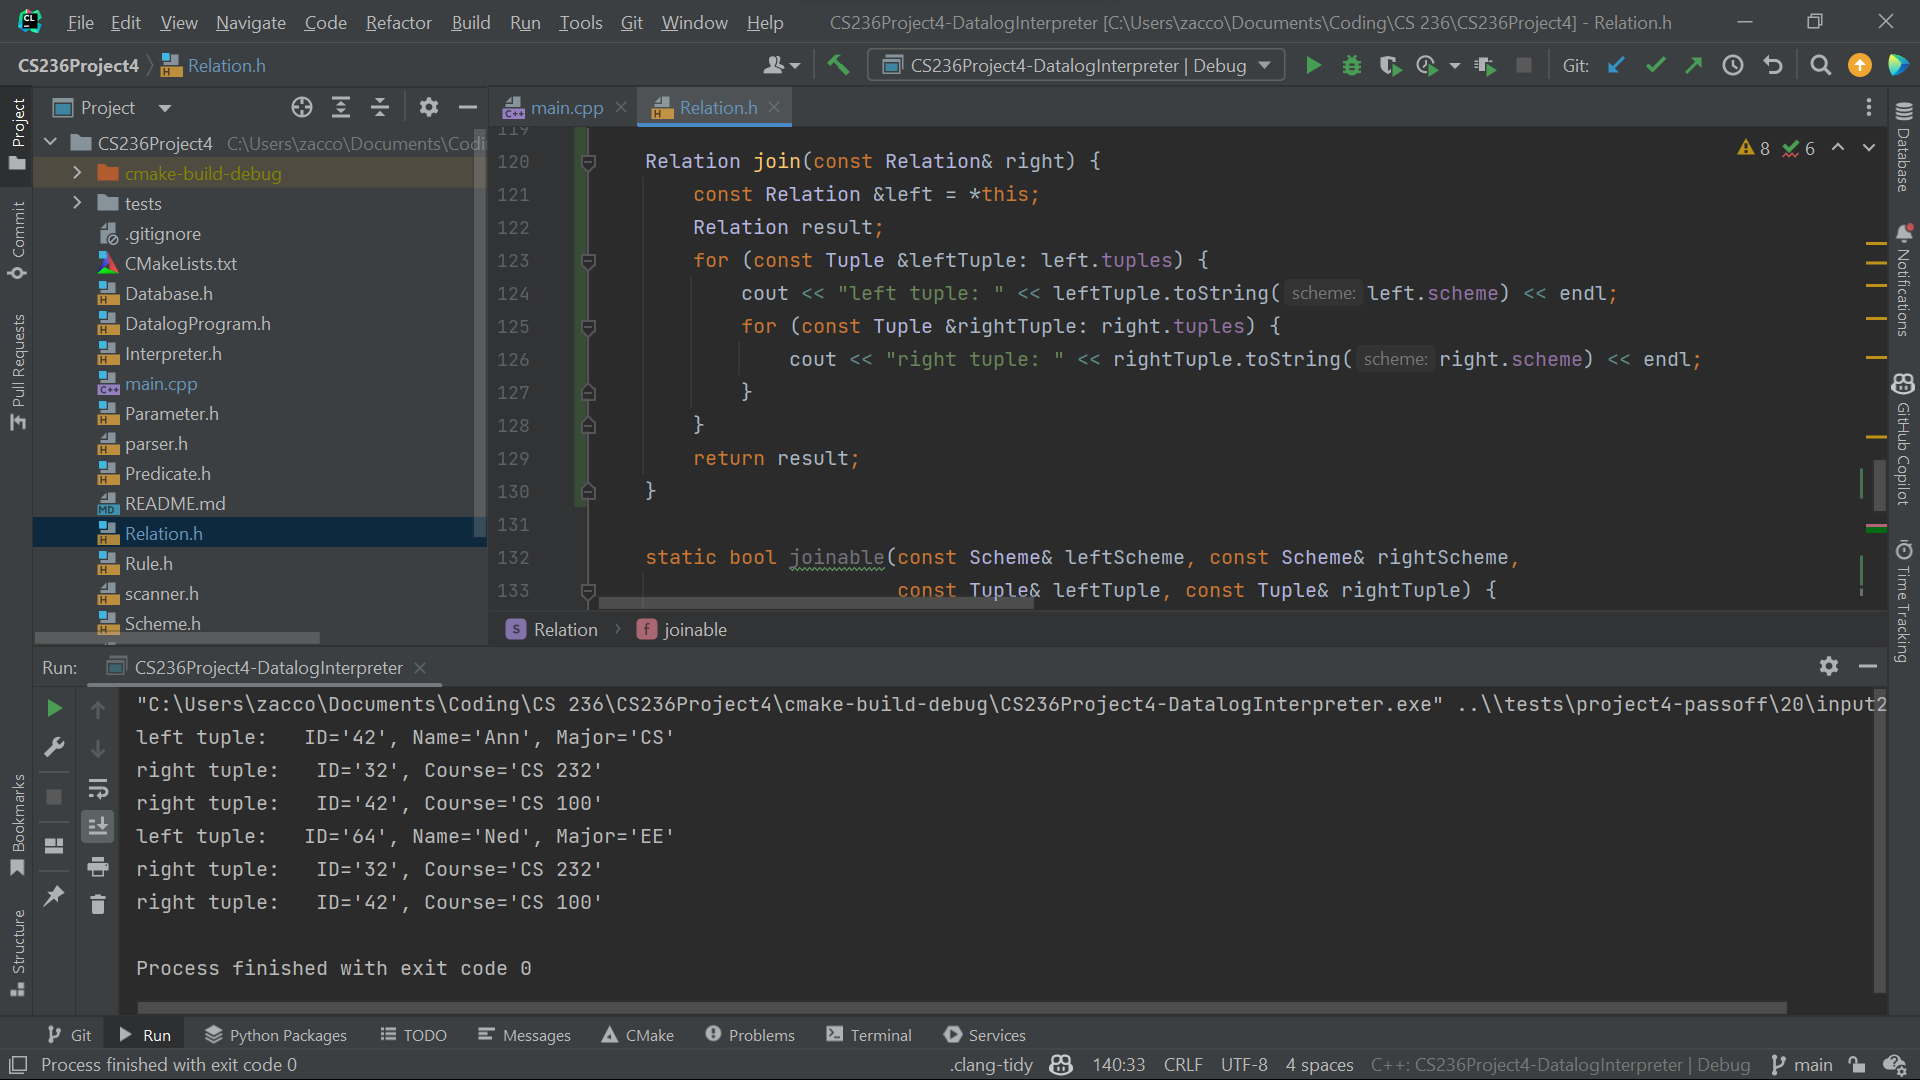 File Edit View Navigate Code Refactor Build Run Tools Git Window Help CS236Project4-DatalogInterpreter [C:\Users\zacco\Documents\Coding\CS 236\CS236Project4] - Relation.h
CS236Project4 Relation.h CS236Project4-DatalogInterpreter | Debug Git:
Project
main.cpp Relation.h
CS236Project4 C:\Users\zacco\Documents\Codi
cmake-build-debug
tests
.gitignore
CMakeLists.txt
Database.h
DatalogProgram.h
Interpreter.h
main.cpp
Parameter.h
parser.h
Predicate.h
README.md
Relation.h
Rule.h
scanner.h
Scheme.h
Project
Commit
Pull Requests
Bookmarks
Structure
119
120 Relation join(const Relation& right) {
121 const Relation &left = *this;
122 Relation result;
123 for (const Tuple &leftTuple: left.tuples) {
124 cout << "left tuple: " << leftTuple.toString( scheme: left.scheme) << endl;
125 for (const Tuple &rightTuple: right.tuples) {
126 cout << "right tuple: " << rightTuple.toString( scheme: right.scheme) << endl;
127 }
128 }
129 return result;
130 }
131
132 static bool joinable(const Scheme& leftScheme, const Scheme& rightScheme,
133 const Tuple& leftTuple, const Tuple& rightTuple) {
8 6
Relation joinable
Database
Notifications
GitHub Copilot
Time Tracking
Run: CS236Project4-DatalogInterpreter
"C:\Users\zacco\Documents\Coding\CS 236\CS236Project4\cmake-build-debug\CS236Project4-DatalogInterpreter.exe" ..\\tests\project4-passoff\20\input2
left tuple:   ID='42', Name='Ann', Major='CS'
right tuple:   ID='32', Course='CS 232'
right tuple:   ID='42', Course='CS 100'
left tuple:   ID='64', Name='Ned', Major='EE'
right tuple:   ID='32', Course='CS 232'
right tuple:   ID='42', Course='CS 100'
Process finished with exit code 0
Git Run Python Packages TODO Messages CMake Problems Terminal Services
Process finished with exit code 0 .clang-tidy 140:33 CRLF UTF-8 4 spaces C++: CS236Project4-DatalogInterpreter | Debug main